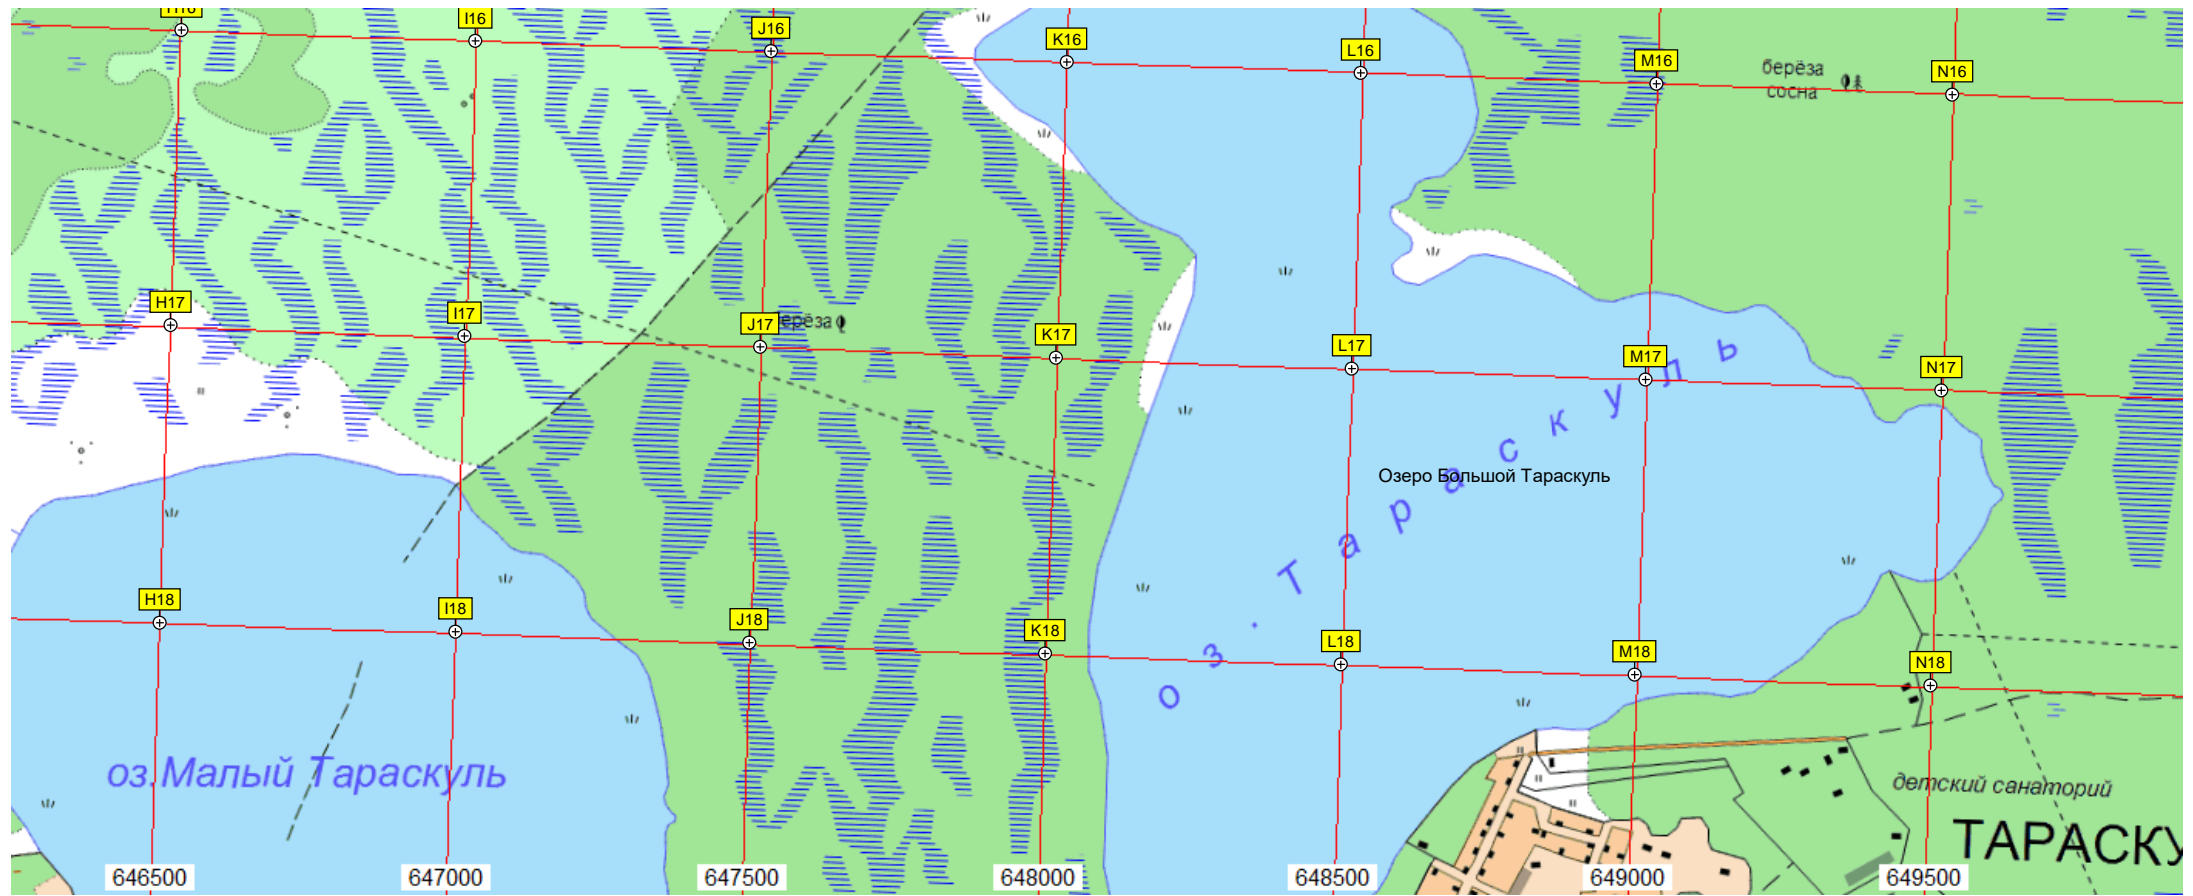 H16
I16
J16
K16
L16
M16
N16
берёза
сосна
H17
I17
J17
берёза
K17
L17
M17
N17
оз. Тараскуль
Озеро Большой Тараскуль
H18
I18
J18
K18
L18
M18
N18
оз.Малый Тараскуль
детский санаторий
ТАРАСКУ
646500
647000
647500
648000
648500
649000
649500